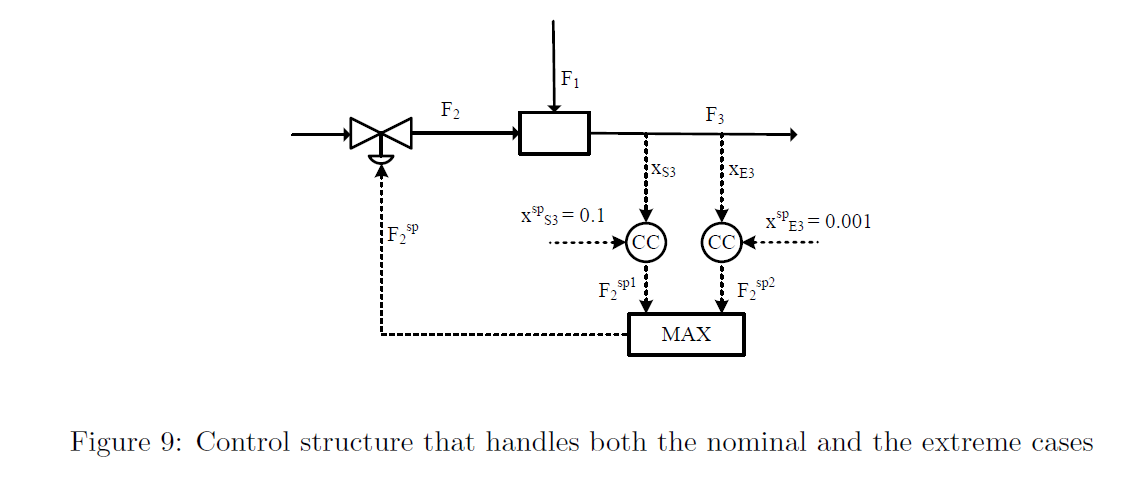 F₁
F₂
F₃
xS3
xE3
xˢᵖS3 = 0.1
xˢᵖE3 = 0.001
F₂ˢᵖ
CC
CC
F₂ˢᵖ¹
F₂ˢᵖ²
MAX
Figure 9: Control structure that handles both the nominal and the extreme cases